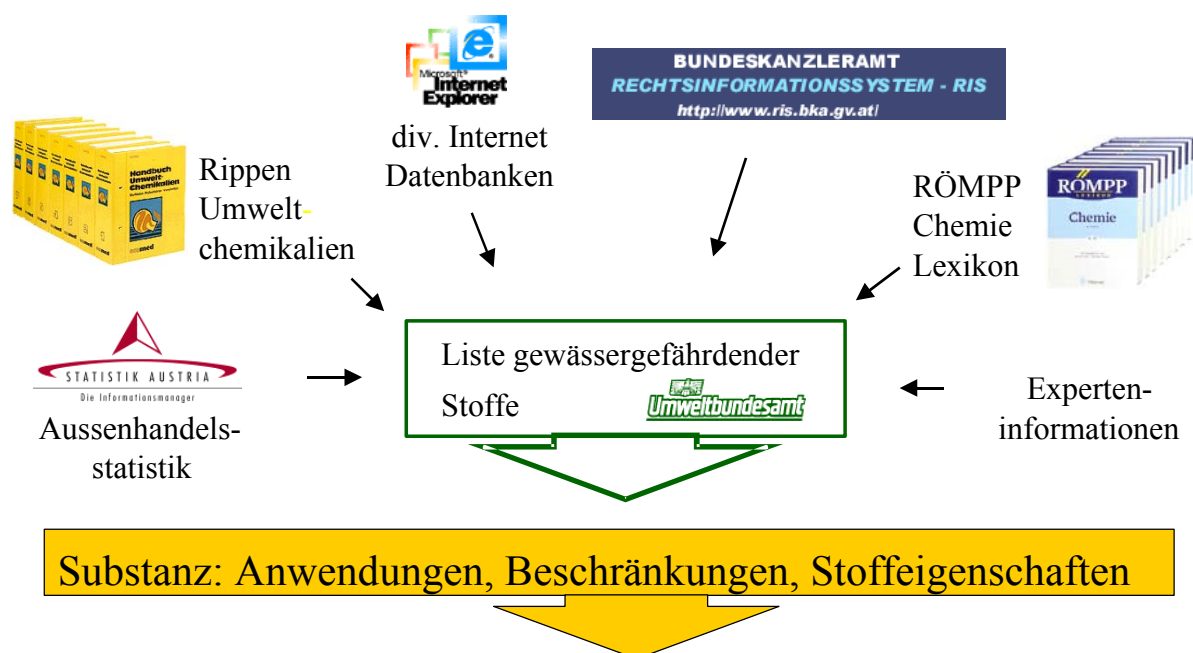 Microsoft®
Internet
Explorer
div. Internet
Datenbanken
BUNDESKANZLERAMT
RECHTSINFORMATIONSSYSTEM - RIS
http://www.ris.bka.gv.at/
Handbuch
Umwelt-
Chemikalien
Rippen
Umwelt-
chemikalien
RÖMPP
Chemie
Lexikon
RÖMPP
LEXIKON
Chemie
STATISTIK AUSTRIA
Die Informationsmanager
Aussenhandels-
statistik
Liste gewässergefährdender
Stoffe
Umweltbundesamt
Experten-
informationen
Substanz: Anwendungen, Beschränkungen, Stoffeigenschaften